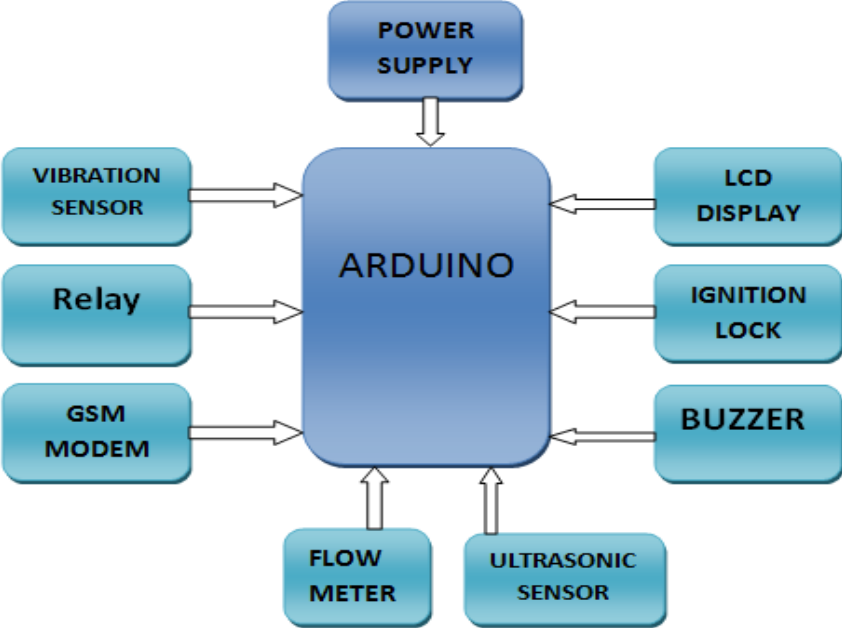 POWER
SUPPLY
VIBRATION
SENSOR
LCD
DISPLAY
ARDUINO
Relay
IGNITION
LOCK
GSM
MODEM
BUZZER
FLOW
METER
ULTRASONIC
SENSOR